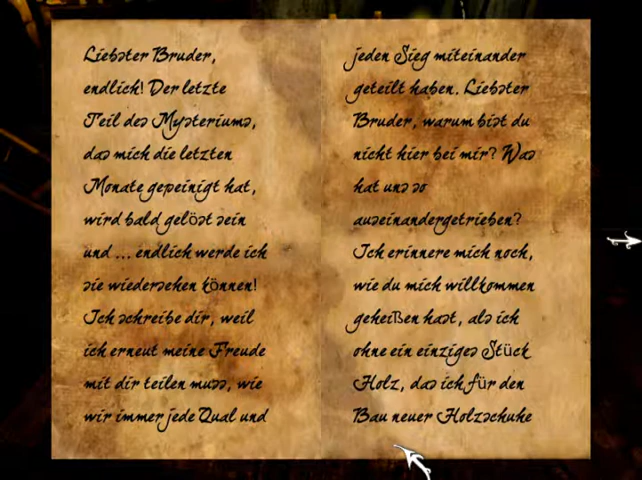 Liebster Bruder,
endlich! Der letzte
Teil des Mysteriums,
das mich die letzten
Monate gepeinigt hat,
wird bald gelöst sein
und ... endlich werde ich
sie wiedersehen können!
Ich schreibe dir, weil
ich erneut meine Freude
mit dir teilen muss, wie
wir immer jede Qual und
jeden Sieg miteinander
geteilt haben. Liebster
Bruder, warum bist du
nicht hier bei mir? Was
hat uns so
auseinandergetrieben?
Ich erinnere mich noch,
wie du mich willkommen
geheißen hast, als ich
ohne ein einziges Stück
Holz, das ich für den
Bau neuer Holzschuhe